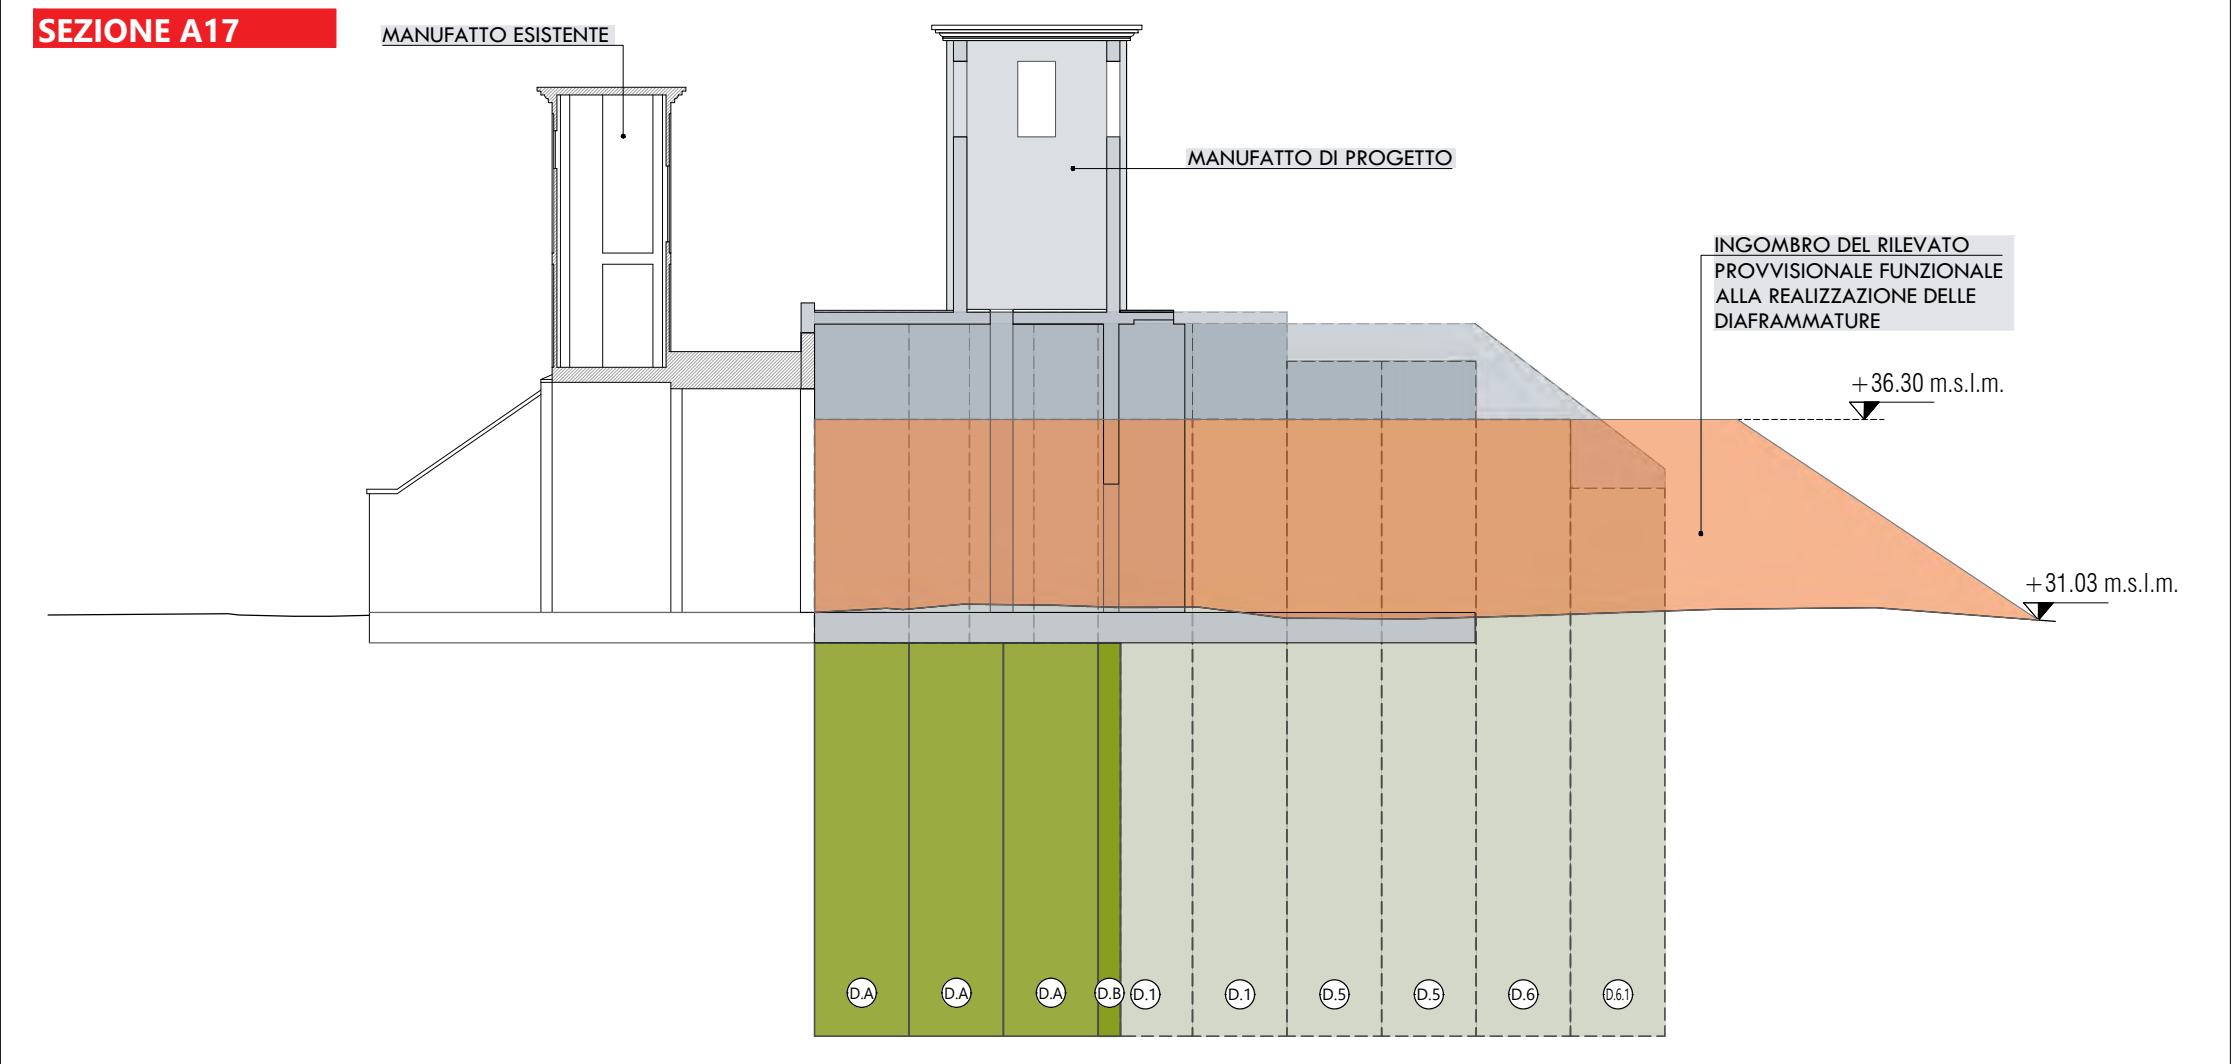 SEZIONE A17
MANUFATTO ESISTENTE
MANUFATTO DI PROGETTO
INGOMBRO DEL RILEVATO
PROVVISIONALE FUNZIONALE
ALLA REALIZZAZIONE DELLE
DIAFRAMMATURE
+36.30 m.s.l.m.
+31.03 m.s.l.m.
D.A D.A D.A D.B D.1 D.1 D.5 D.5 D.6 D.6.1